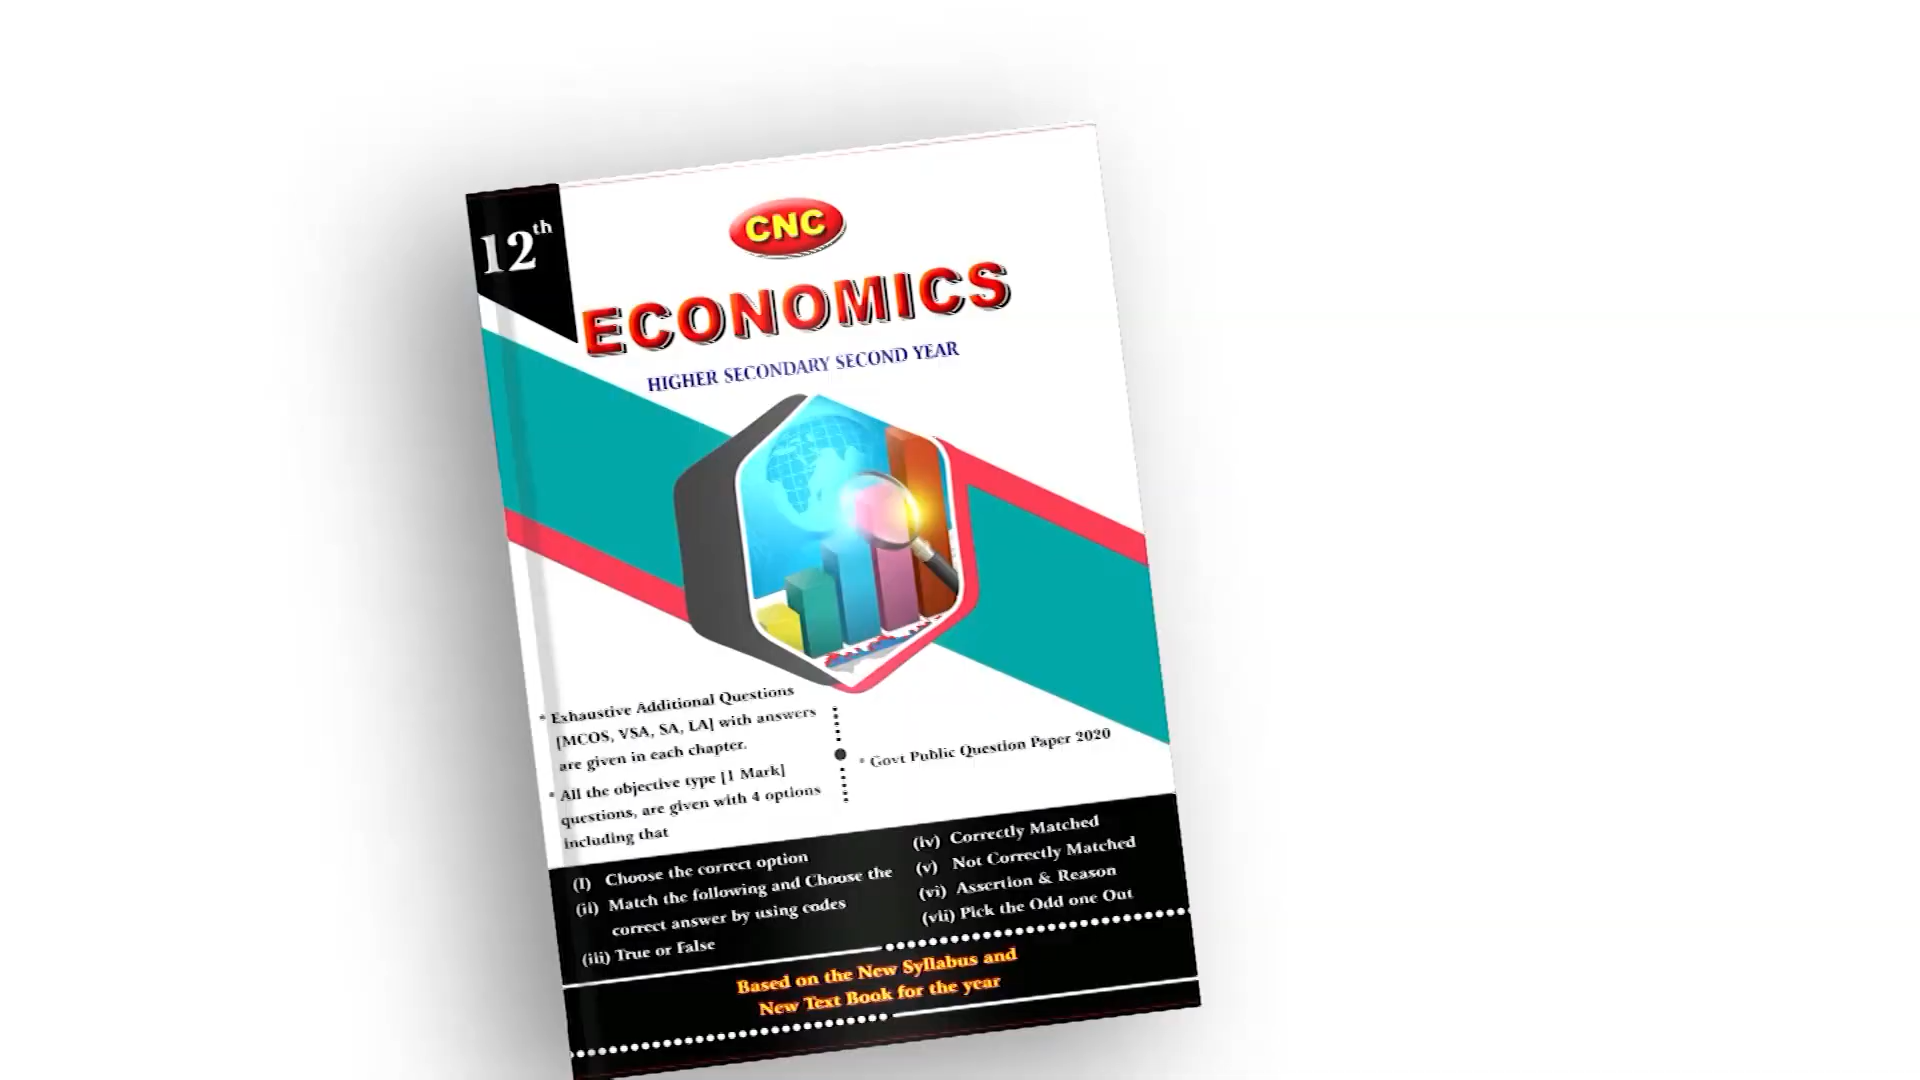 12th
CNC
ECONOMICS
HIGHER SECONDARY SECOND YEAR
* Exhaustive Additional Questions
[MCOS, VSA, SA, LA] with answers
are given in each chapter.
* All the objective type [1 Mark]
questions, are given with 4 options
including that
* Govt Public Question Paper 2020
(I) Choose the correct option
(ii) Match the following and Choose the
correct answer by using codes
(iii) True or False
(iv) Correctly Matched
(v) Not Correctly Matched
(vi) Assertion & Reason
(vii) Pick the Odd one Out
Based on the New Syllabus and
New Text Book for the year